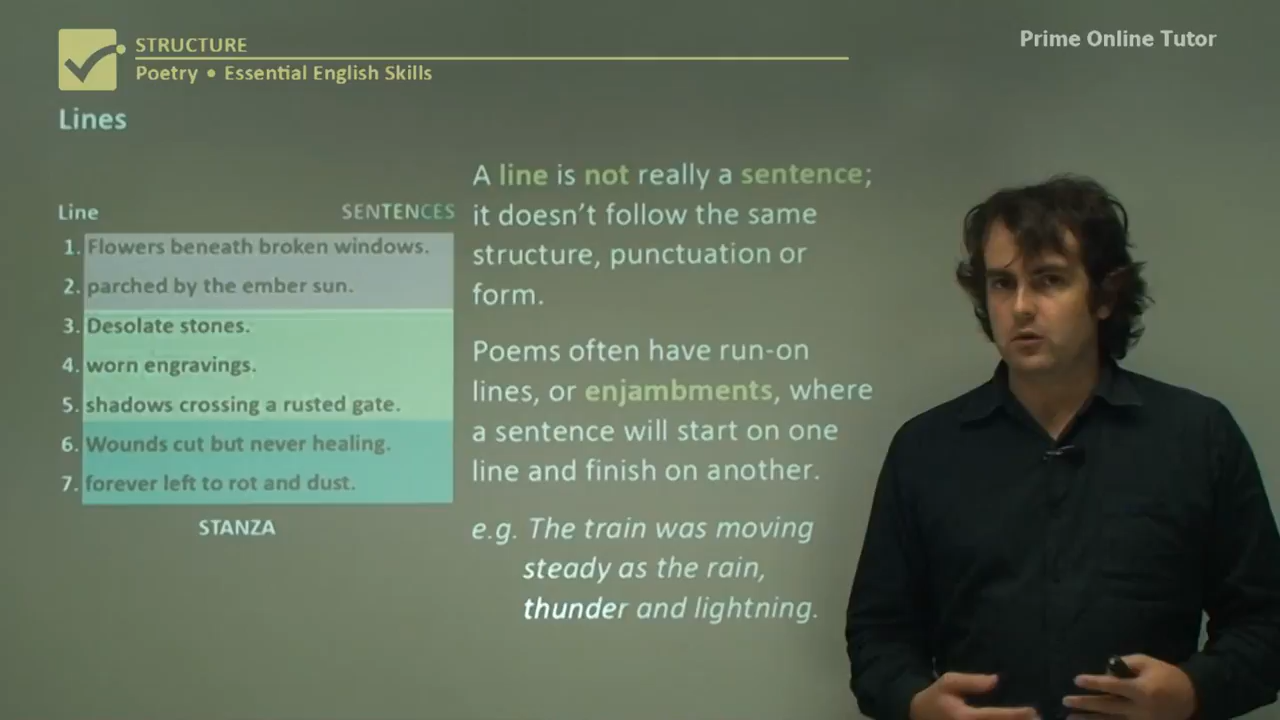 STRUCTURE
Poetry • Essential English Skills
Prime Online Tutor
Lines
Line
SENTENCES
1. Flowers beneath broken windows.
2. parched by the ember sun.
3. Desolate stones.
4. worn engravings.
5. shadows crossing a rusted gate.
6. Wounds cut but never healing.
7. forever left to rot and dust.
STANZA
A line is not really a sentence;
it doesn't follow the same
structure, punctuation or
form.
Poems often have run-on
lines, or enjambments, where
a sentence will start on one
line and finish on another.
e.g. The train was moving
steady as the rain,
thunder and lightning.